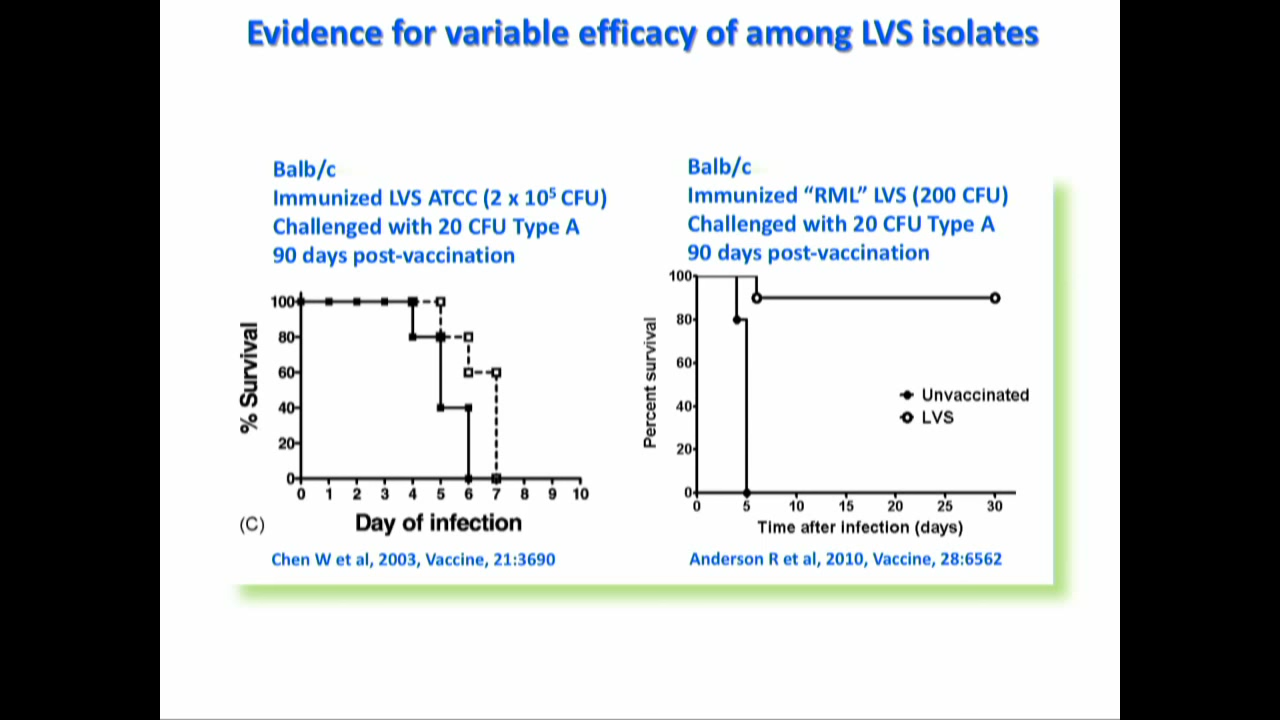 Evidence for variable efficacy of among LVS isolates
Balb/c
Immunized LVS ATCC (2 x 10⁵ CFU)
Challenged with 20 CFU Type A
90 days post-vaccination
100
80
60
40
20
0
% Survival
0 1 2 3 4 5 6 7 8 9 10
(C)
Day of infection
Chen W et al, 2003, Vaccine, 21:3690
Balb/c
Immunized “RML” LVS (200 CFU)
Challenged with 20 CFU Type A
90 days post-vaccination
100
80
60
40
20
0
Percent survival
Unvaccinated
LVS
0 5 10 15 20 25 30
Time after infection (days)
Anderson R et al, 2010, Vaccine, 28:6562